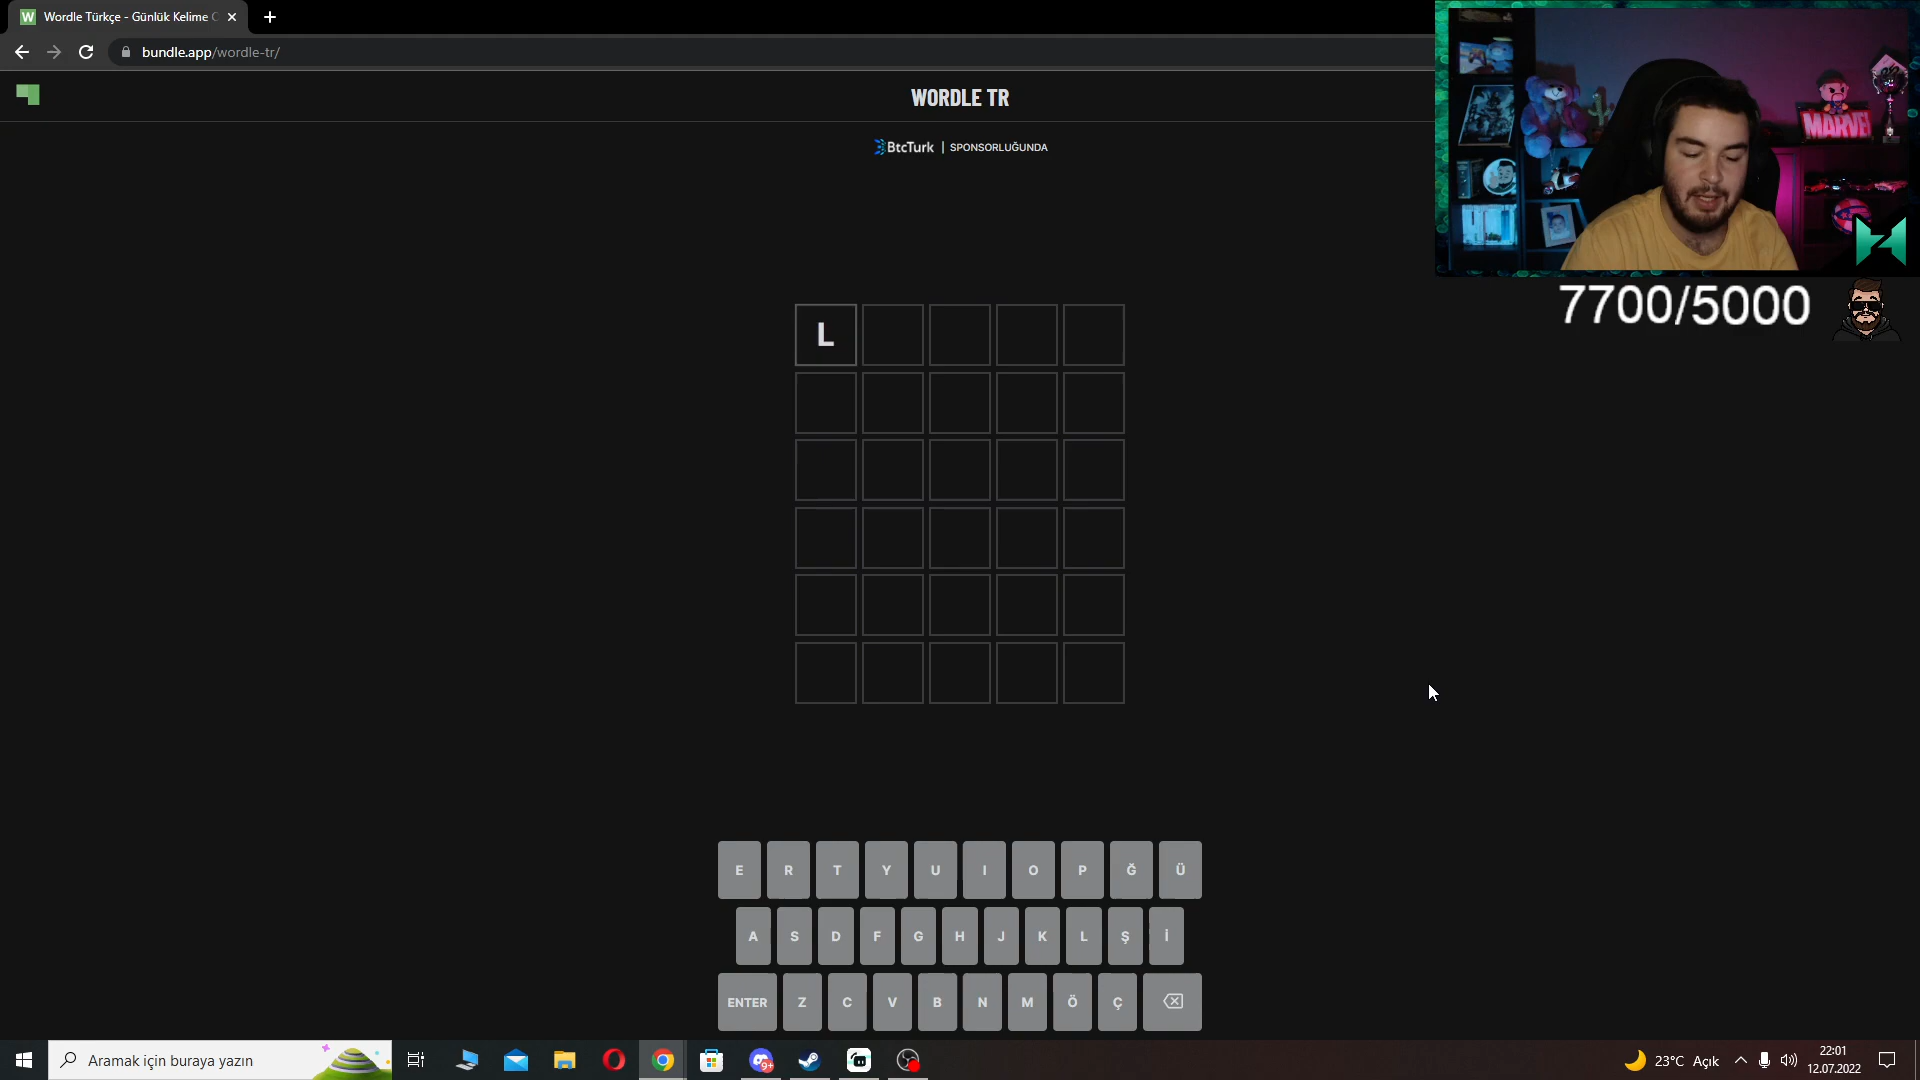 Wordle Türkçe - Günlük Kelime
bundle.app/wordle-tr/
WORDLE TR
BtcTurk | SPONSORLUĞUNDA
MARVEL
7700/5000
L
E R T Y U I O P Ğ Ü
A S D F G H J K L Ş İ
ENTER Z C V B N M Ö Ç
Aramak için buraya yazın
9+
23°C Açık
22:01
12.07.2022